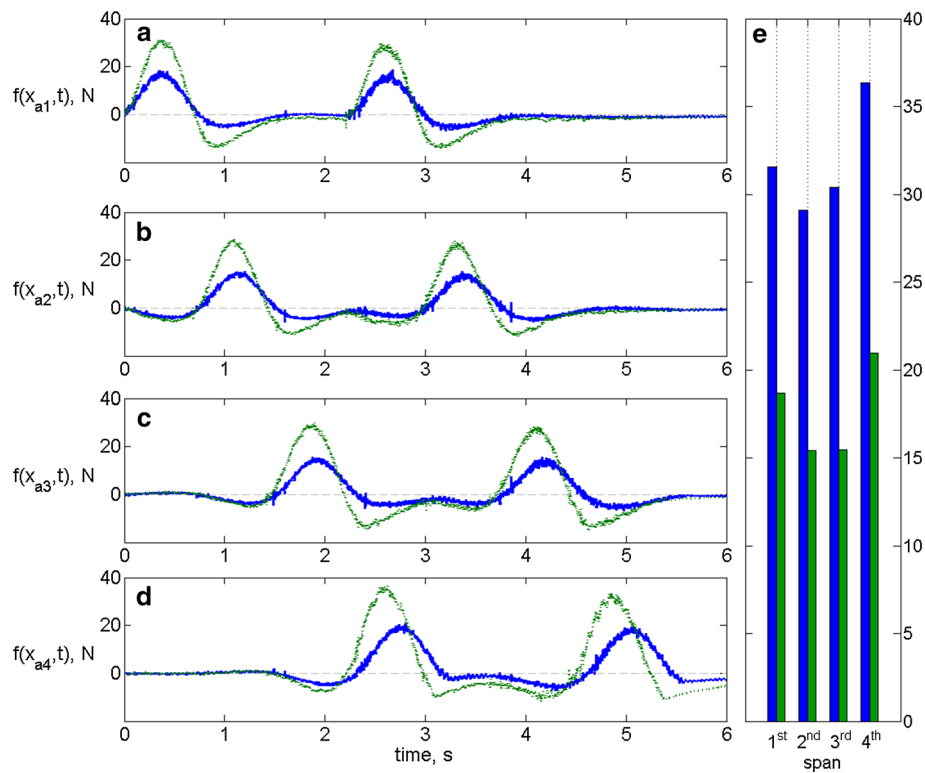 a
40
20
0
f(xa1,t), N
0 1 2 3 4 5 6
b
40
20
0
f(xa2,t), N
0 1 2 3 4 5 6
c
40
20
0
f(xa3,t), N
0 1 2 3 4 5 6
d
40
20
0
f(xa4,t), N
0 1 2 3 4 5 6
time, s
e
40
35
30
25
20
15
10
5
0
1st 2nd 3rd 4th
span